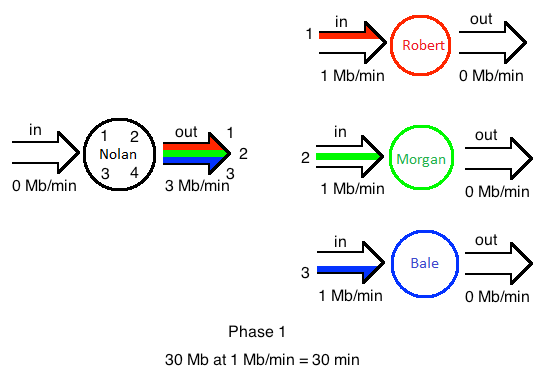 in
out
1
Robert
1 Mb/min
0 Mb/min
in
1 2
Nolan
3 4
out
1
2
3
0 Mb/min
3 Mb/min
in
out
2
Morgan
1 Mb/min
0 Mb/min
in
out
3
Bale
1 Mb/min
0 Mb/min
Phase 1
30 Mb at 1 Mb/min = 30 min